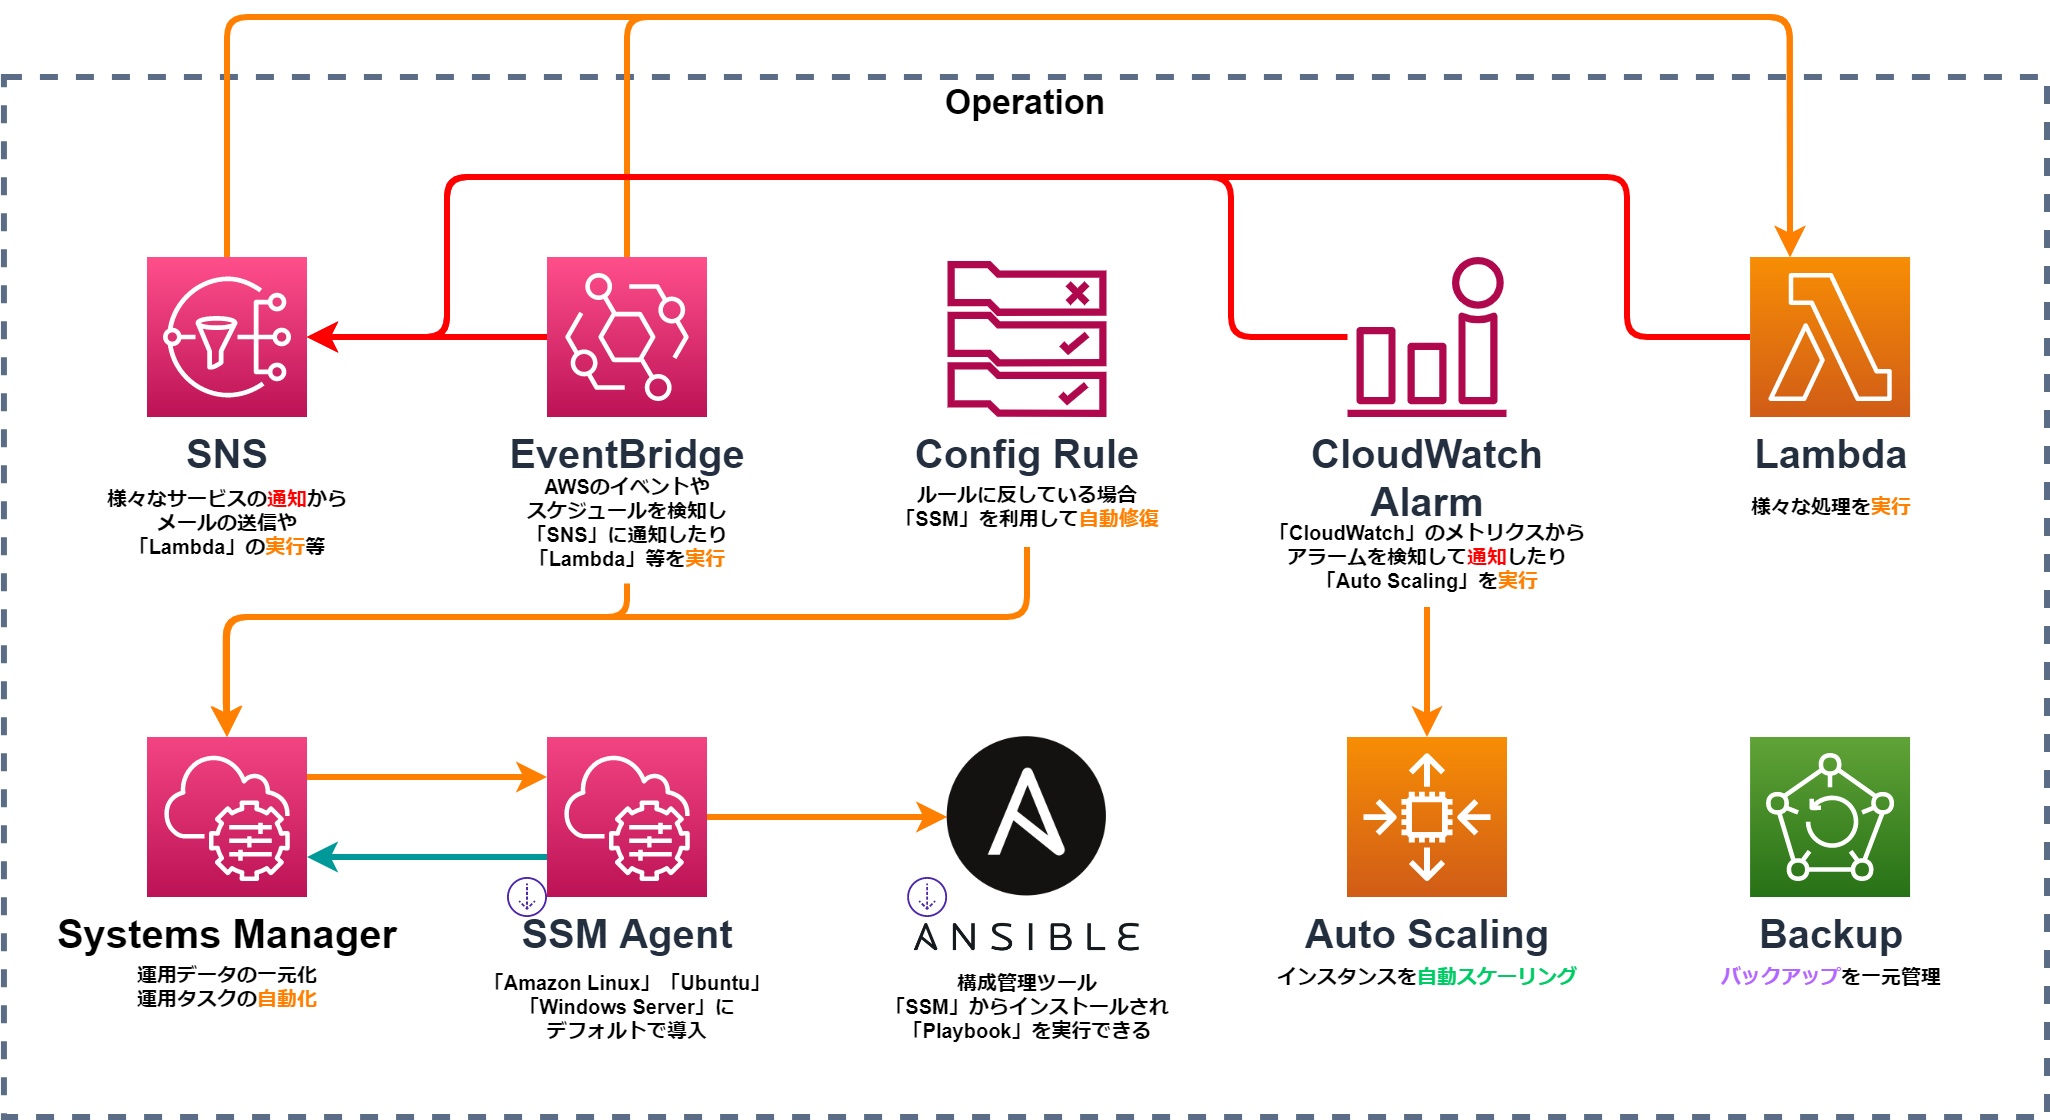 Operation
SNS
様々なサービスの通知から
メールの送信や
「Lambda」の実行等
EventBridge
AWSのイベントや
スケジュールを検知し
「SNS」に通知したり
「Lambda」等を実行
Config Rule
ルールに反している場合
「SSM」を利用して自動修復
CloudWatch
Alarm
「CloudWatch」のメトリクスから
アラームを検知して通知したり
「Auto Scaling」を実行
Lambda
様々な処理を実行
Systems Manager
運用データの一元化
運用タスクの自動化
SSM Agent
「Amazon Linux」「Ubuntu」
「Windows Server」に
デフォルトで導入
ANSIBLE
構成管理ツール
「SSM」からインストールされ
「Playbook」を実行できる
Auto Scaling
インスタンスを自動スケーリング
Backup
バックアップを一元管理